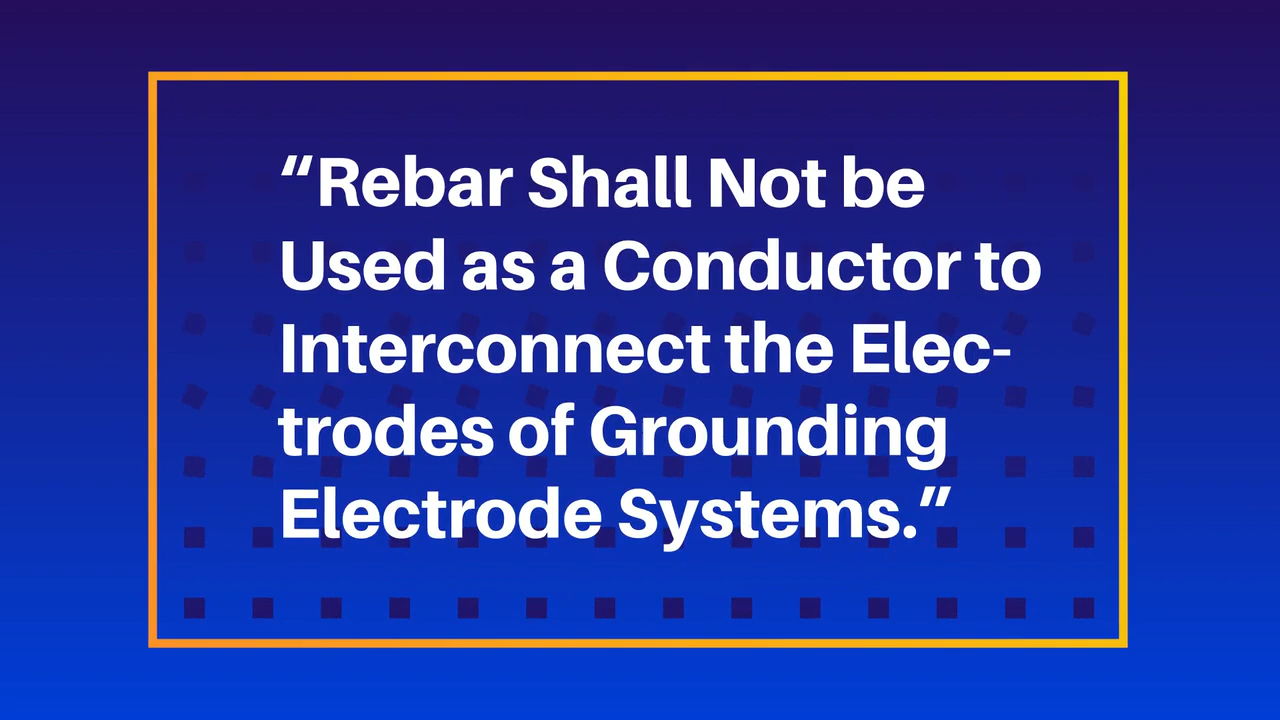 “Rebar Shall Not be
Used as a Conductor to
Interconnect the Elec-
trodes of Grounding
Electrode Systems.”